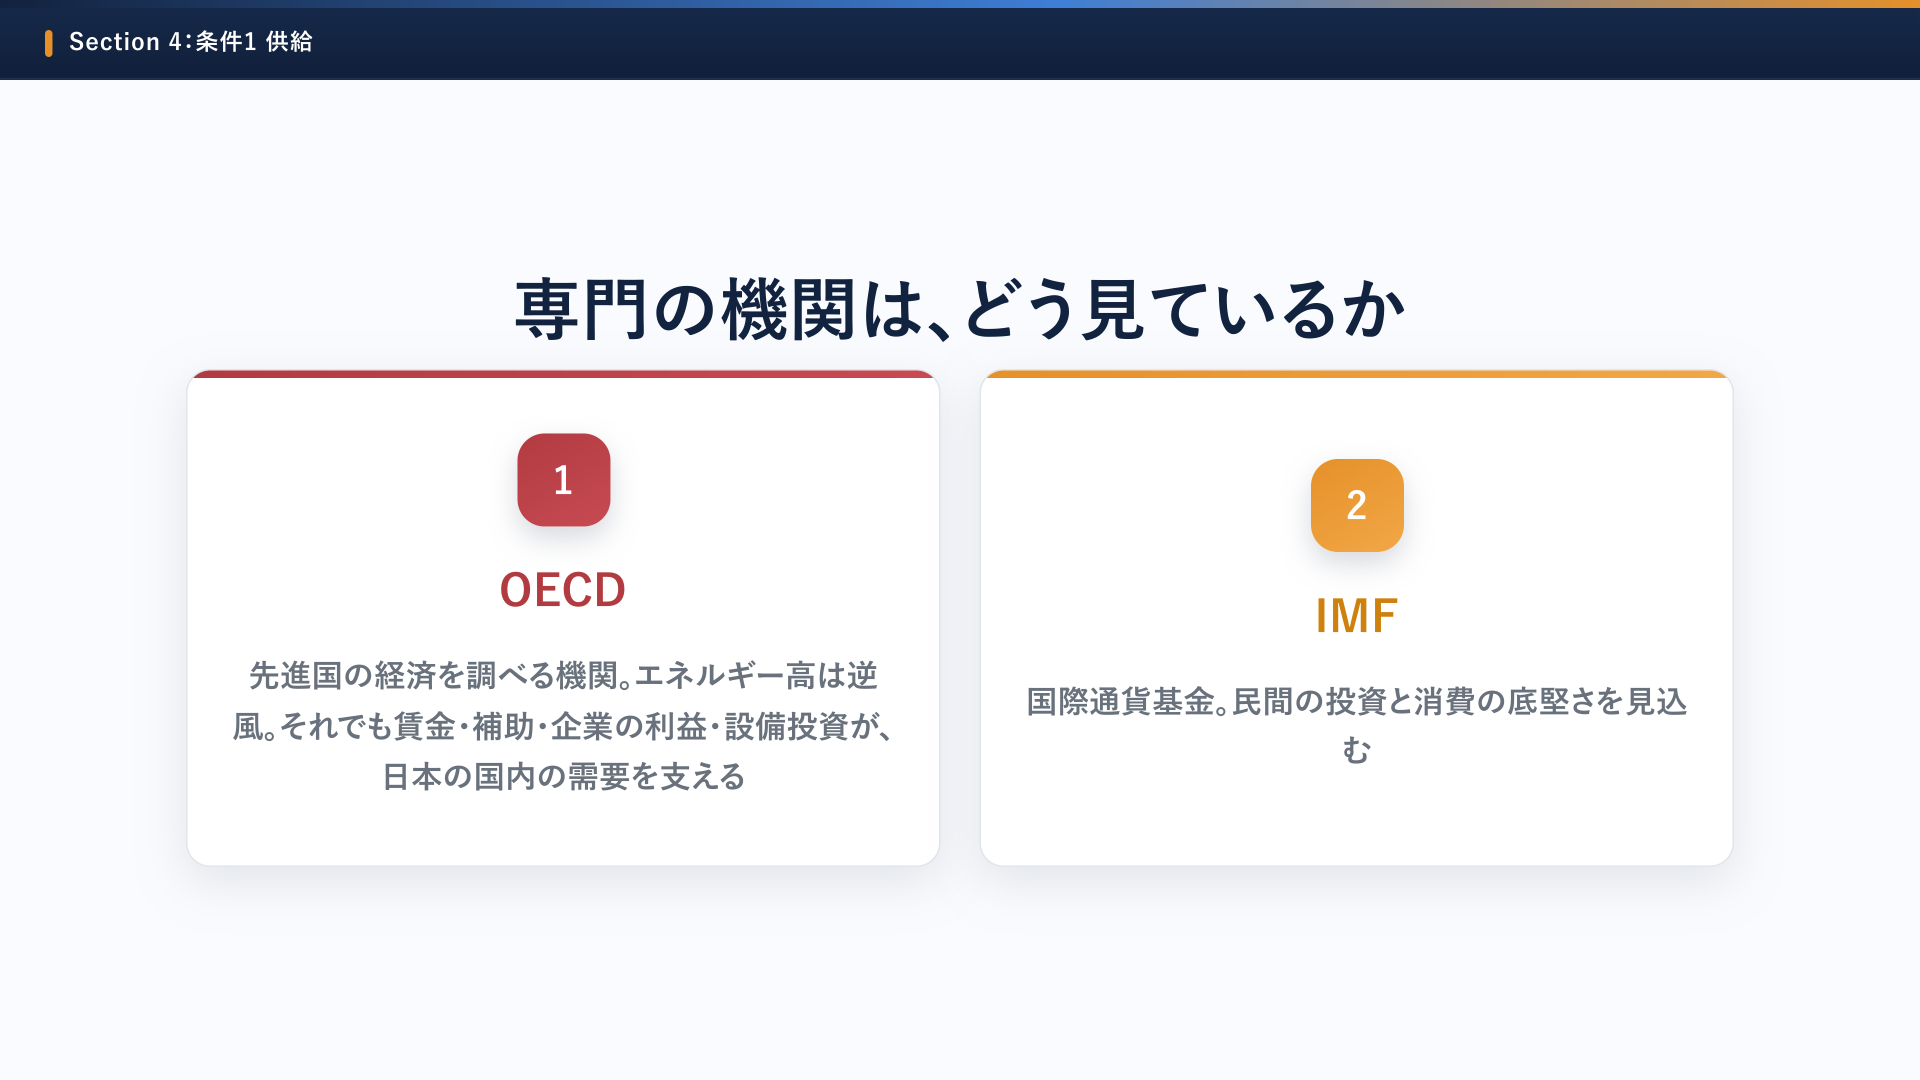 Section 4：条件1 供給
専門の機関は、どう見ているか
1
OECD
先進国の経済を調べる機関。エネルギー高は逆
風。それでも賃金・補助・企業の利益・設備投資が、
日本の国内の需要を支える
2
IMF
国際通貨基金。民間の投資と消費の底堅さを見込
む